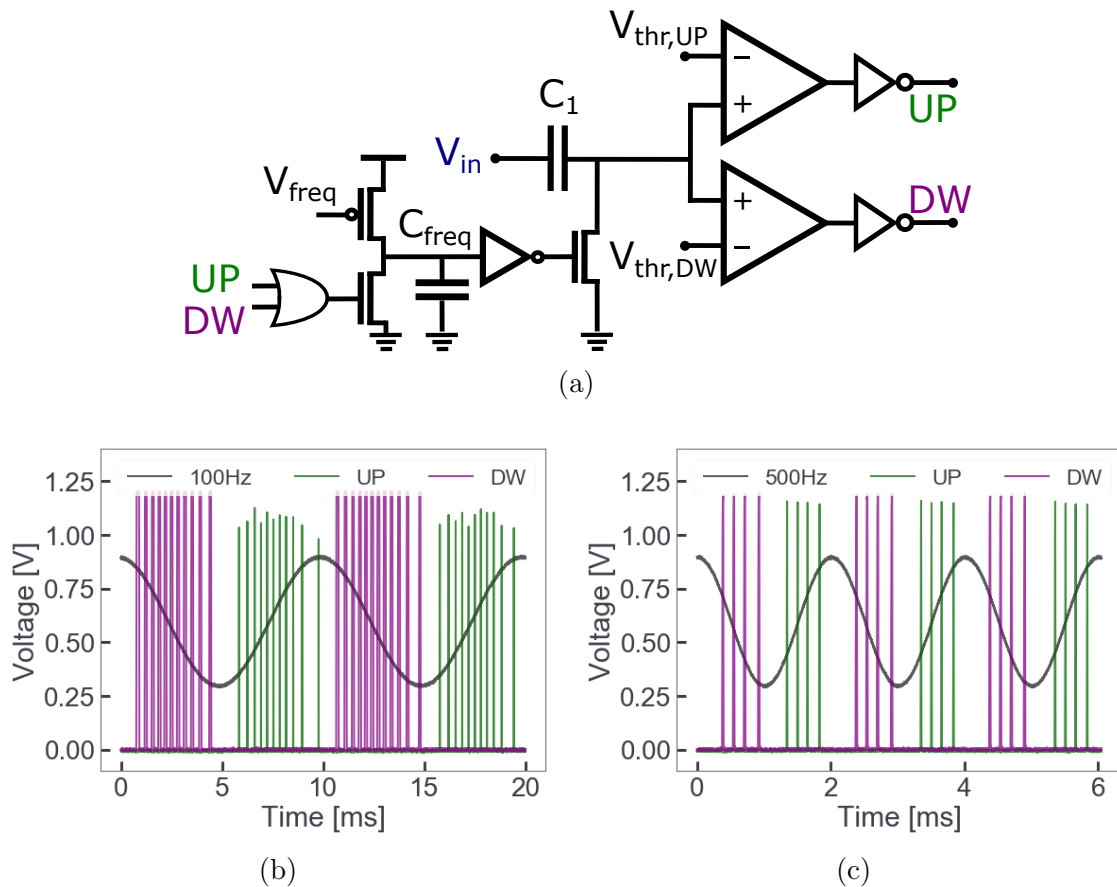 V_thr,UP
−
C_1
+
UP
V_in
V_freq
+
DW
C_freq
−
UP
V_thr,DW
DW
(a)
100Hz UP DW
500Hz UP DW
1.25
1.00
0.75
0.50
0.25
0.00
Voltage [V]
0 5 10 15 20
Time [ms]
1.25
1.00
0.75
0.50
0.25
0.00
Voltage [V]
0 2 4 6
Time [ms]
(b) (c)